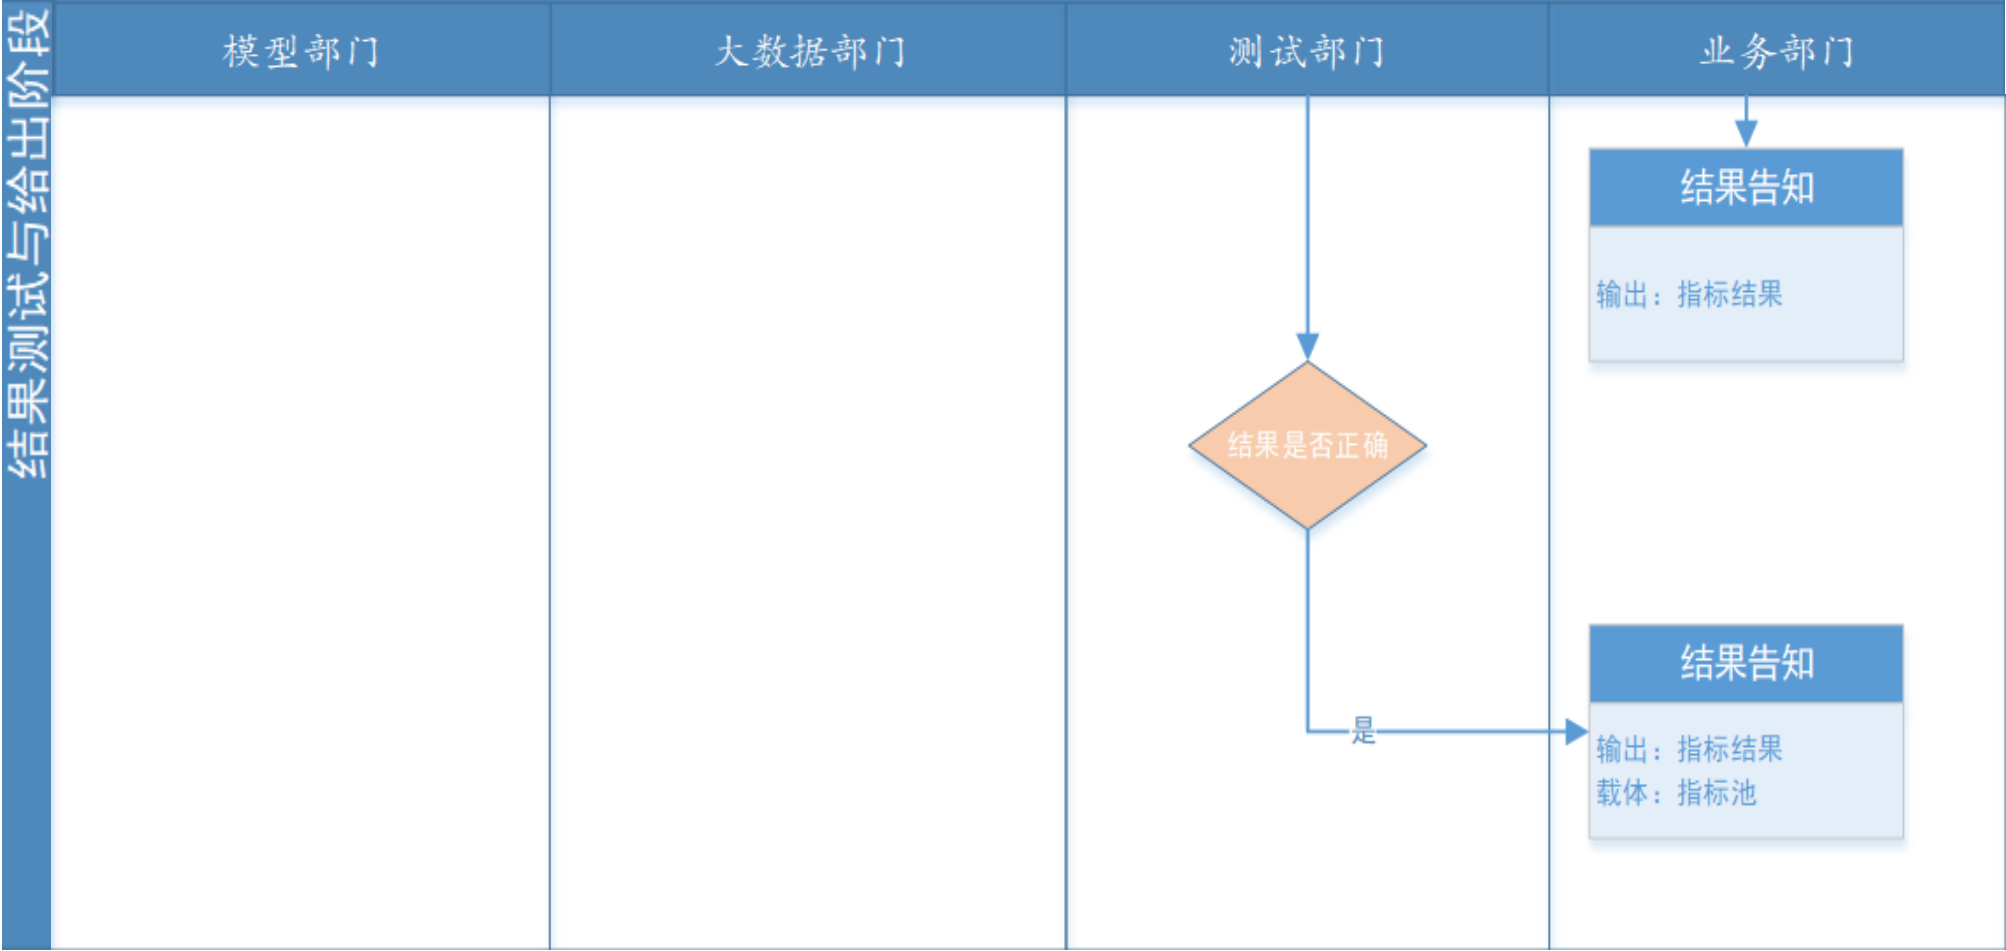 结果测试与给出阶段
模型部门
大数据部门
测试部门
业务部门
结果告知
输出：指标结果
结果是否正确
是
结果告知
输出：指标结果
载体：指标池